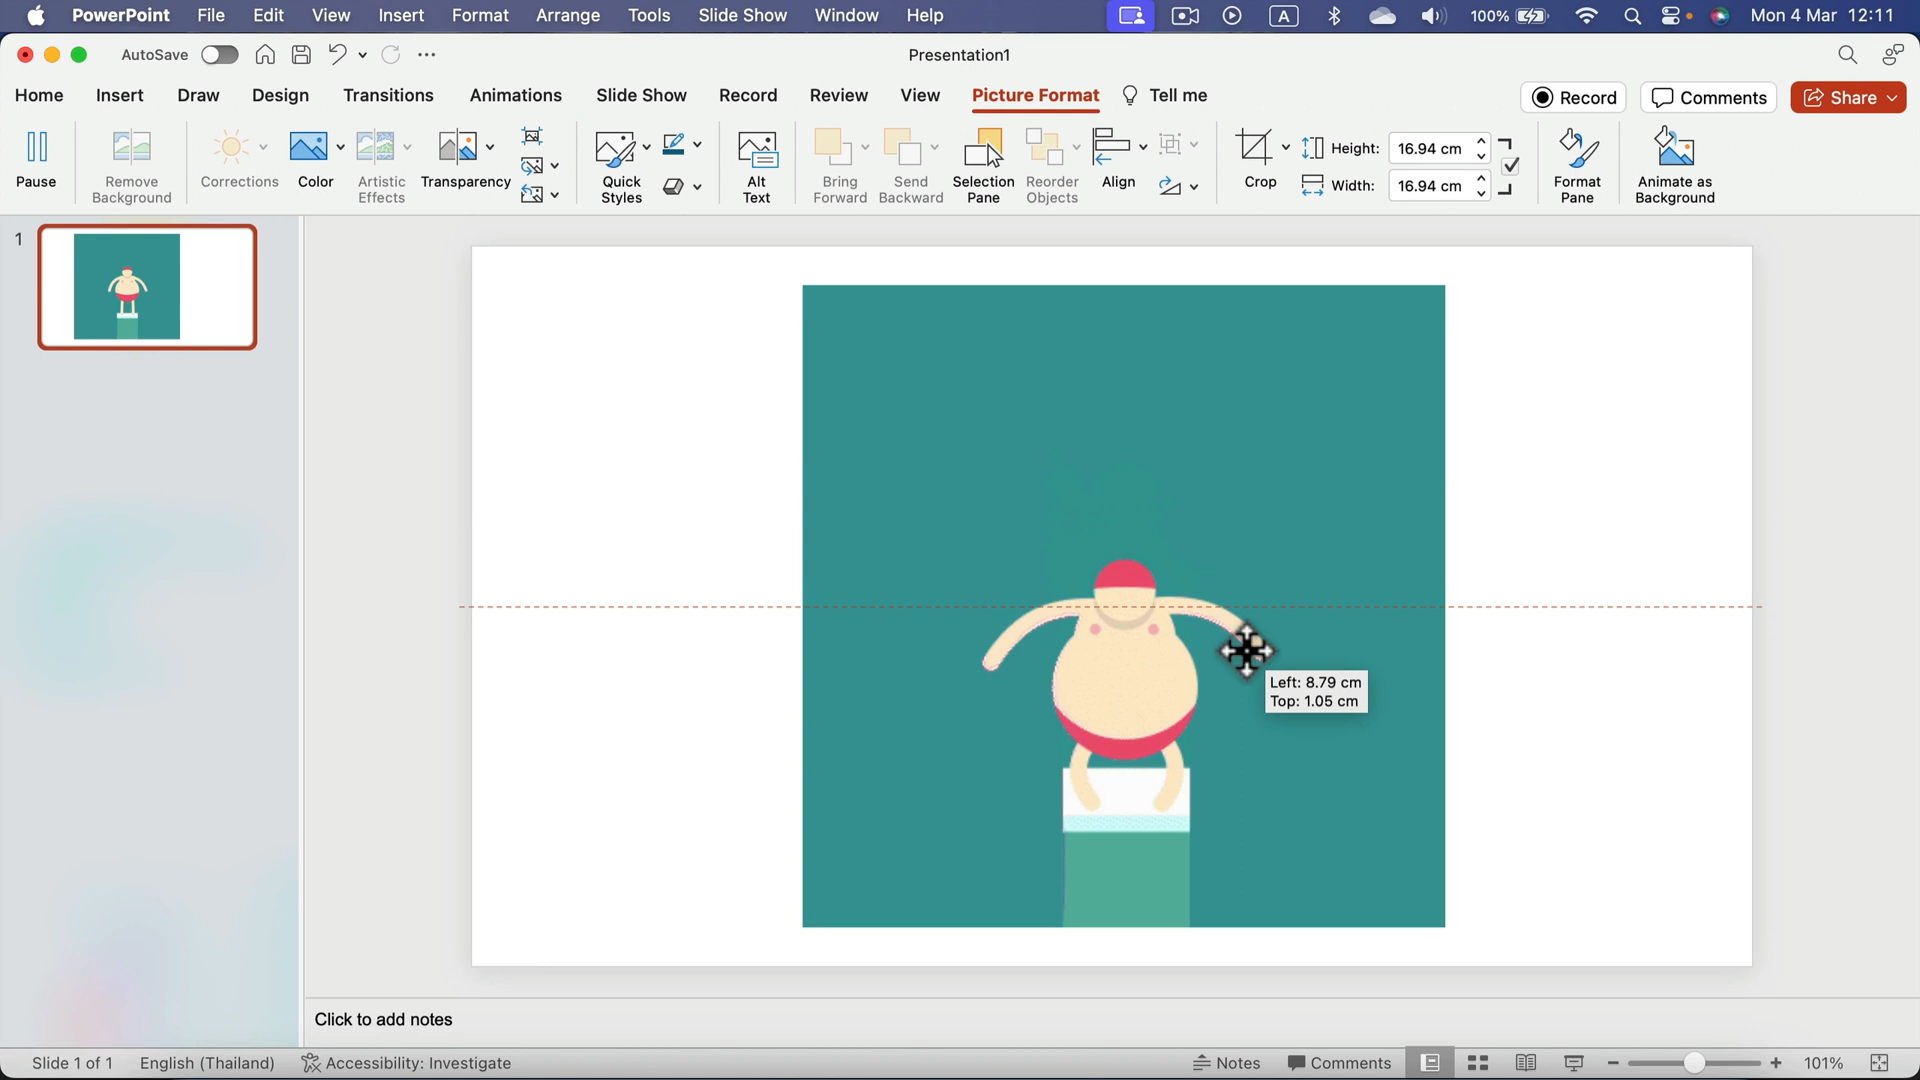 PowerPoint File Edit View Insert Format Arrange Tools Slide Show Window Help A 100% Mon 4 Mar 12:11
AutoSave Presentation1
Home Insert Draw Design Transitions Animations Slide Show Record Review View Picture Format Tell me Record Comments Share
Pause
Remove Background
Corrections
Color
Artistic Effects
Transparency
Quick Styles
Alt Text
Bring Forward
Send Backward
Selection Pane
Reorder Objects
Align
Crop
Height: 16.94 cm
Width: 16.94 cm
Format Pane
Animate as Background
1
Left: 8.79 cm
Top: 1.05 cm
Click to add notes
Slide 1 of 1 English (Thailand) Accessibility: Investigate Notes Comments 101%